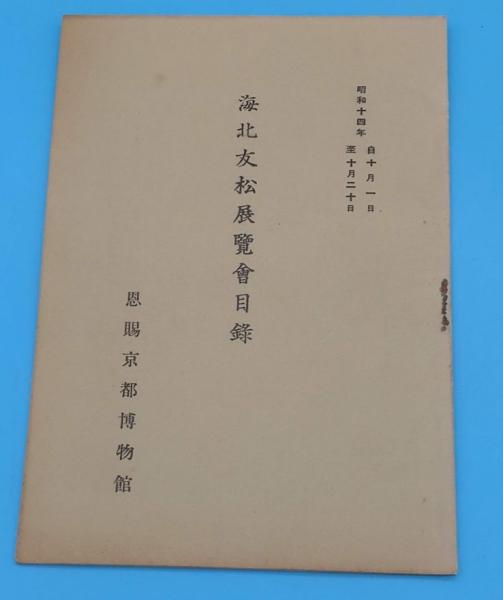 昭和十四年
自十月一日
至十月二十日
海北友松展覽會目錄
恩賜京都博物館